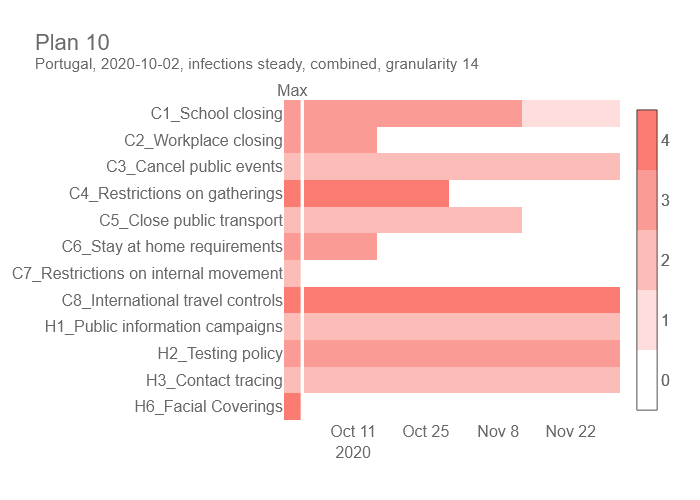 Plan 10
Portugal, 2020-10-02, infections steady, combined, granularity 14
Max
C1_School closing
C2_Workplace closing
C3_Cancel public events
C4_Restrictions on gatherings
C5_Close public transport
C6_Stay at home requirements
C7_Restrictions on internal movement
C8_International travel controls
H1_Public information campaigns
H2_Testing policy
H3_Contact tracing
H6_Facial Coverings
Oct 11 Oct 25 Nov 8 Nov 22
2020
4
3
2
1
0